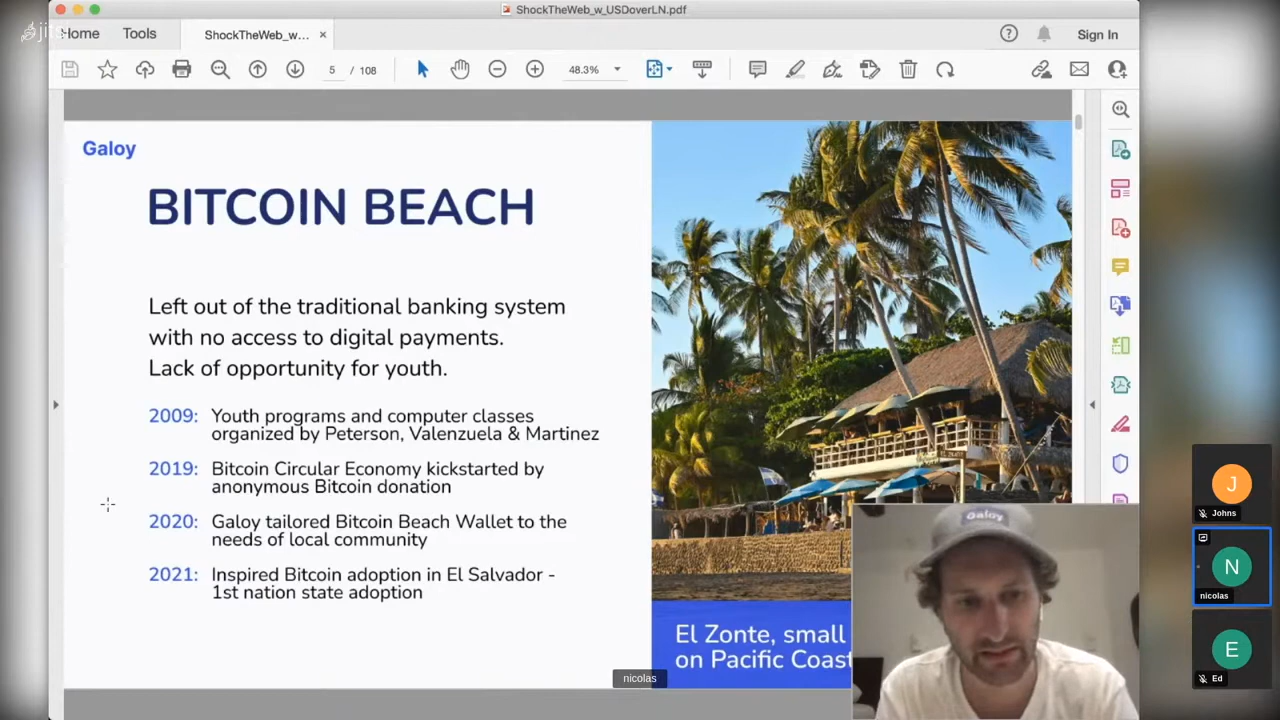 ShockTheWeb_w_USDoverLN.pdf
jits
Home
Tools
ShockTheWeb_w...
Sign In
5 / 108
48.3%
Galoy
BITCOIN BEACH
Left out of the traditional banking system
with no access to digital payments.
Lack of opportunity for youth.
2009: Youth programs and computer classes
organized by Peterson, Valenzuela & Martinez
2019: Bitcoin Circular Economy kickstarted by
anonymous Bitcoin donation
2020: Galoy tailored Bitcoin Beach Wallet to the
needs of local community
2021: Inspired Bitcoin adoption in El Salvador -
1st nation state adoption
El Zonte, small
on Pacific Coast
nicolas
Galoy
J
Johns
N
nicolas
E
Ed